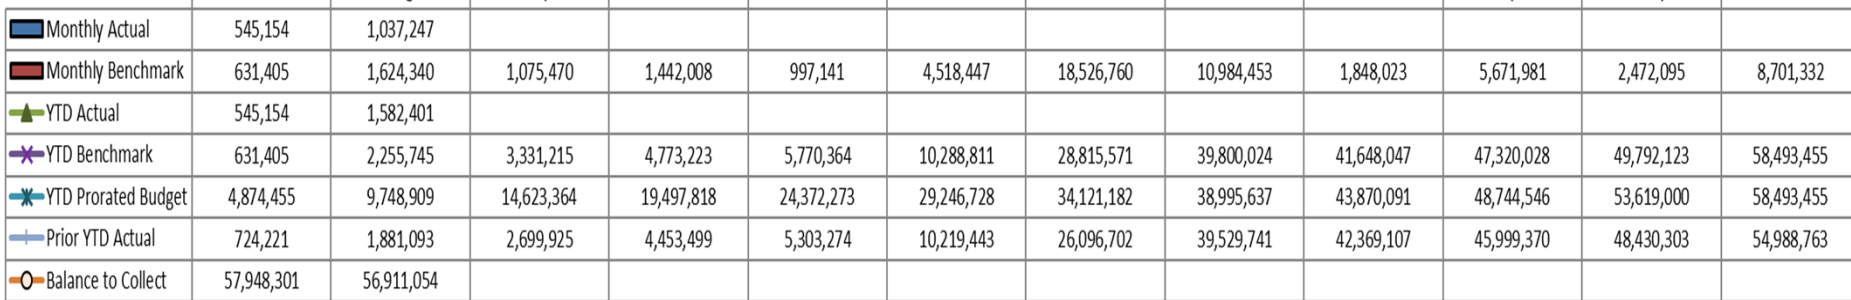 Monthly Actual 545,154 1,037,247
Monthly Benchmark 631,405 1,624,340 1,075,470 1,442,008 997,141 4,518,447 18,526,760 10,984,453 1,848,023 5,671,981 2,472,095 8,701,332
YTD Actual 545,154 1,582,401
YTD Benchmark 631,405 2,255,745 3,331,215 4,773,223 5,770,364 10,288,811 28,815,571 39,800,024 41,648,047 47,320,028 49,792,123 58,493,455
YTD Prorated Budget 4,874,455 9,748,909 14,623,364 19,497,818 24,372,273 29,246,728 34,121,182 38,995,637 43,870,091 48,744,546 53,619,000 58,493,455
Prior YTD Actual 724,221 1,881,093 2,699,925 4,453,499 5,303,274 10,219,443 26,096,702 39,529,741 42,369,107 45,999,370 48,430,303 54,988,763
Balance to Collect 57,948,301 56,911,054